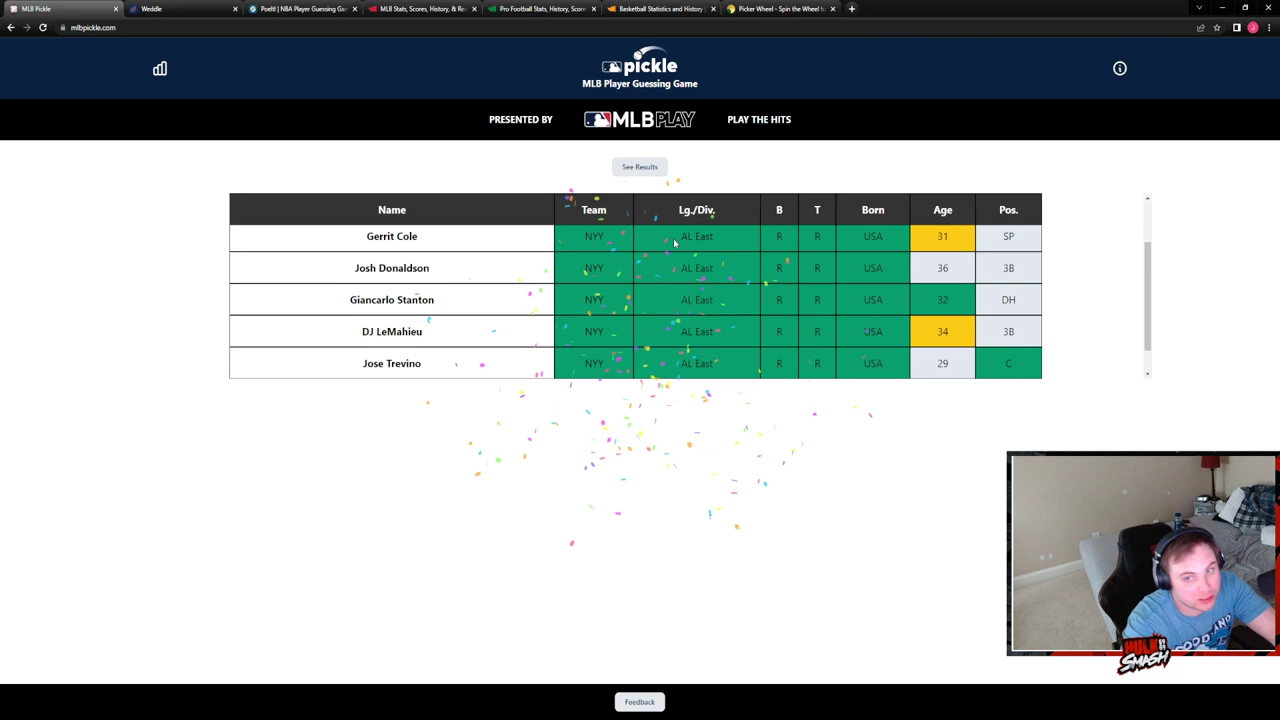 MLB Pickle
Weddle
Poeltl | NBA Player Guessing Gam
MLB Stats, Scores, History, & Re
Pro Football Stats, History, Score
Basketball Statistics and History |
Picker Wheel - Spin the Wheel to
mlbpickle.com
pickle
MLB Player Guessing Game
PRESENTED BY
MLB PLAY
PLAY THE HITS
See Results
Name Team Lg./Div. B T Born Age Pos.
Gerrit Cole NYY AL East R R USA 31 SP
Josh Donaldson NYY AL East R R USA 36 3B
Giancarlo Stanton NYY AL East R R USA 32 DH
DJ LeMahieu NYY AL East R R USA 34 3B
Jose Trevino NYY AL East R R USA 29 C
HULK
SMASH
Feedback